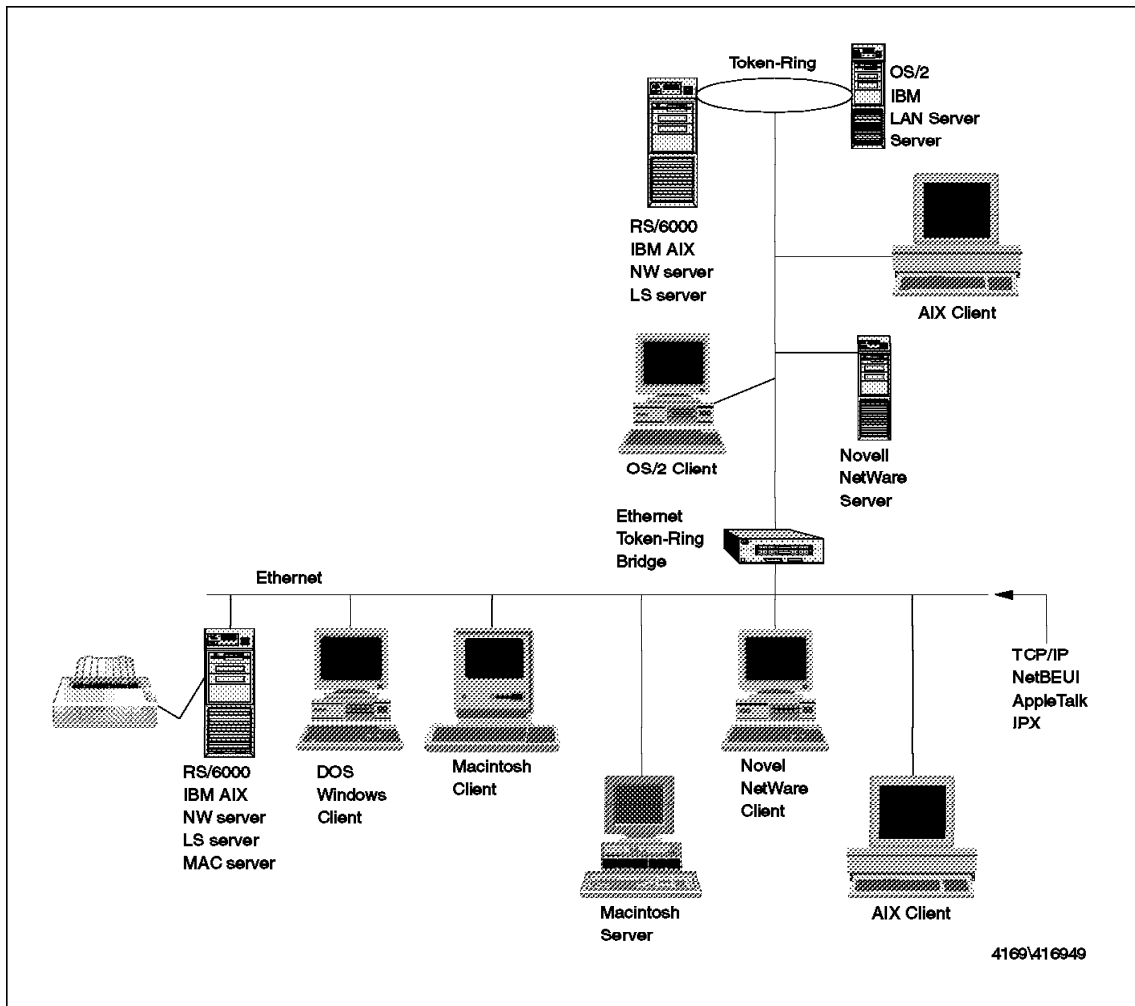 Token-Ring
OS/2
IBM
LAN Server
Server
RS/6000
IBM AIX
NW server
LS server
AIX Client
OS/2 Client
Novell
NetWare
Server
Ethernet
Token-Ring
Bridge
Ethernet
TCP/IP
NetBEUI
AppleTalk
IPX
RS/6000
IBM AIX
NW server
LS server
MAC server
DOS
Windows
Client
Macintosh
Client
Macintosh
Server
Novel
NetWare
Client
AIX Client
4169\416949